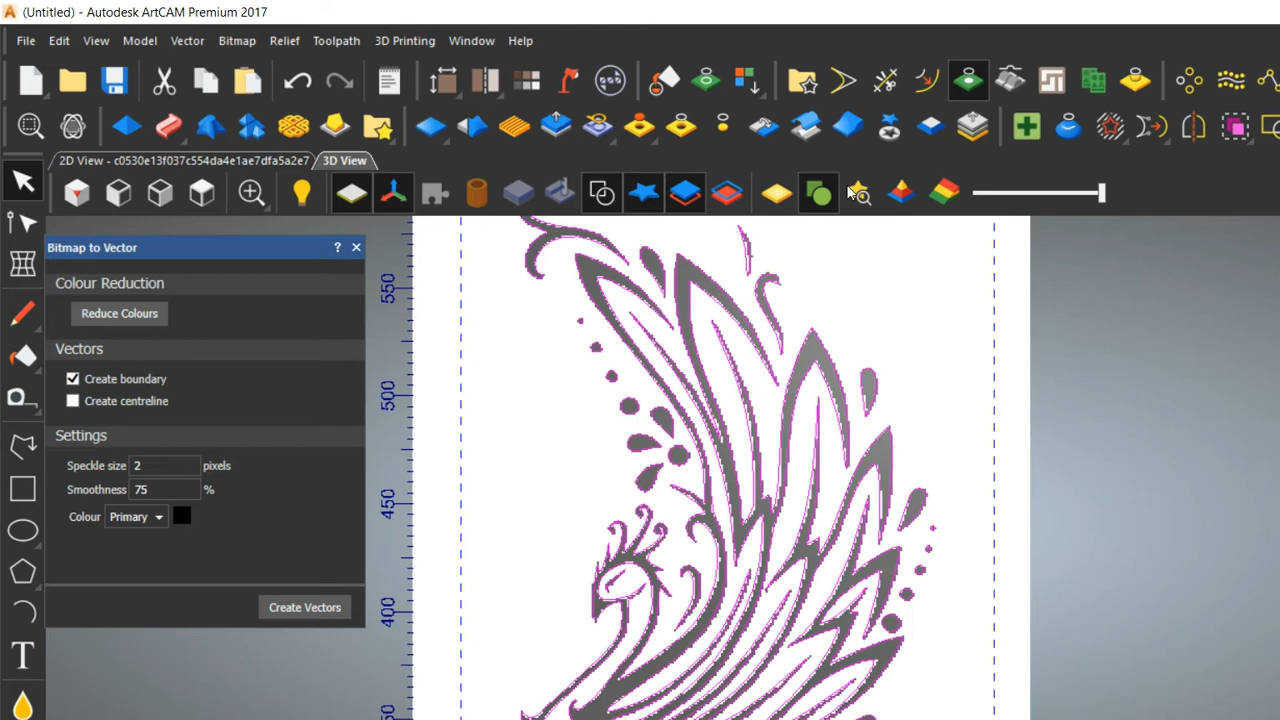 (Untitled) - Autodesk ArtCAM Premium 2017
File Edit View Model Vector Bitmap Relief Toolpath 3D Printing Window Help
2D View - c0530e13f037c554da4e1ae7dfa5a2e7 3D View
Bitmap to Vector ?
Colour Reduction
Reduce Colours
Vectors
Create boundary
Create centreline
Settings
Speckle size 2 pixels
Smoothness 75 %
Colour Primary
Create Vectors
T
550
500
450
400